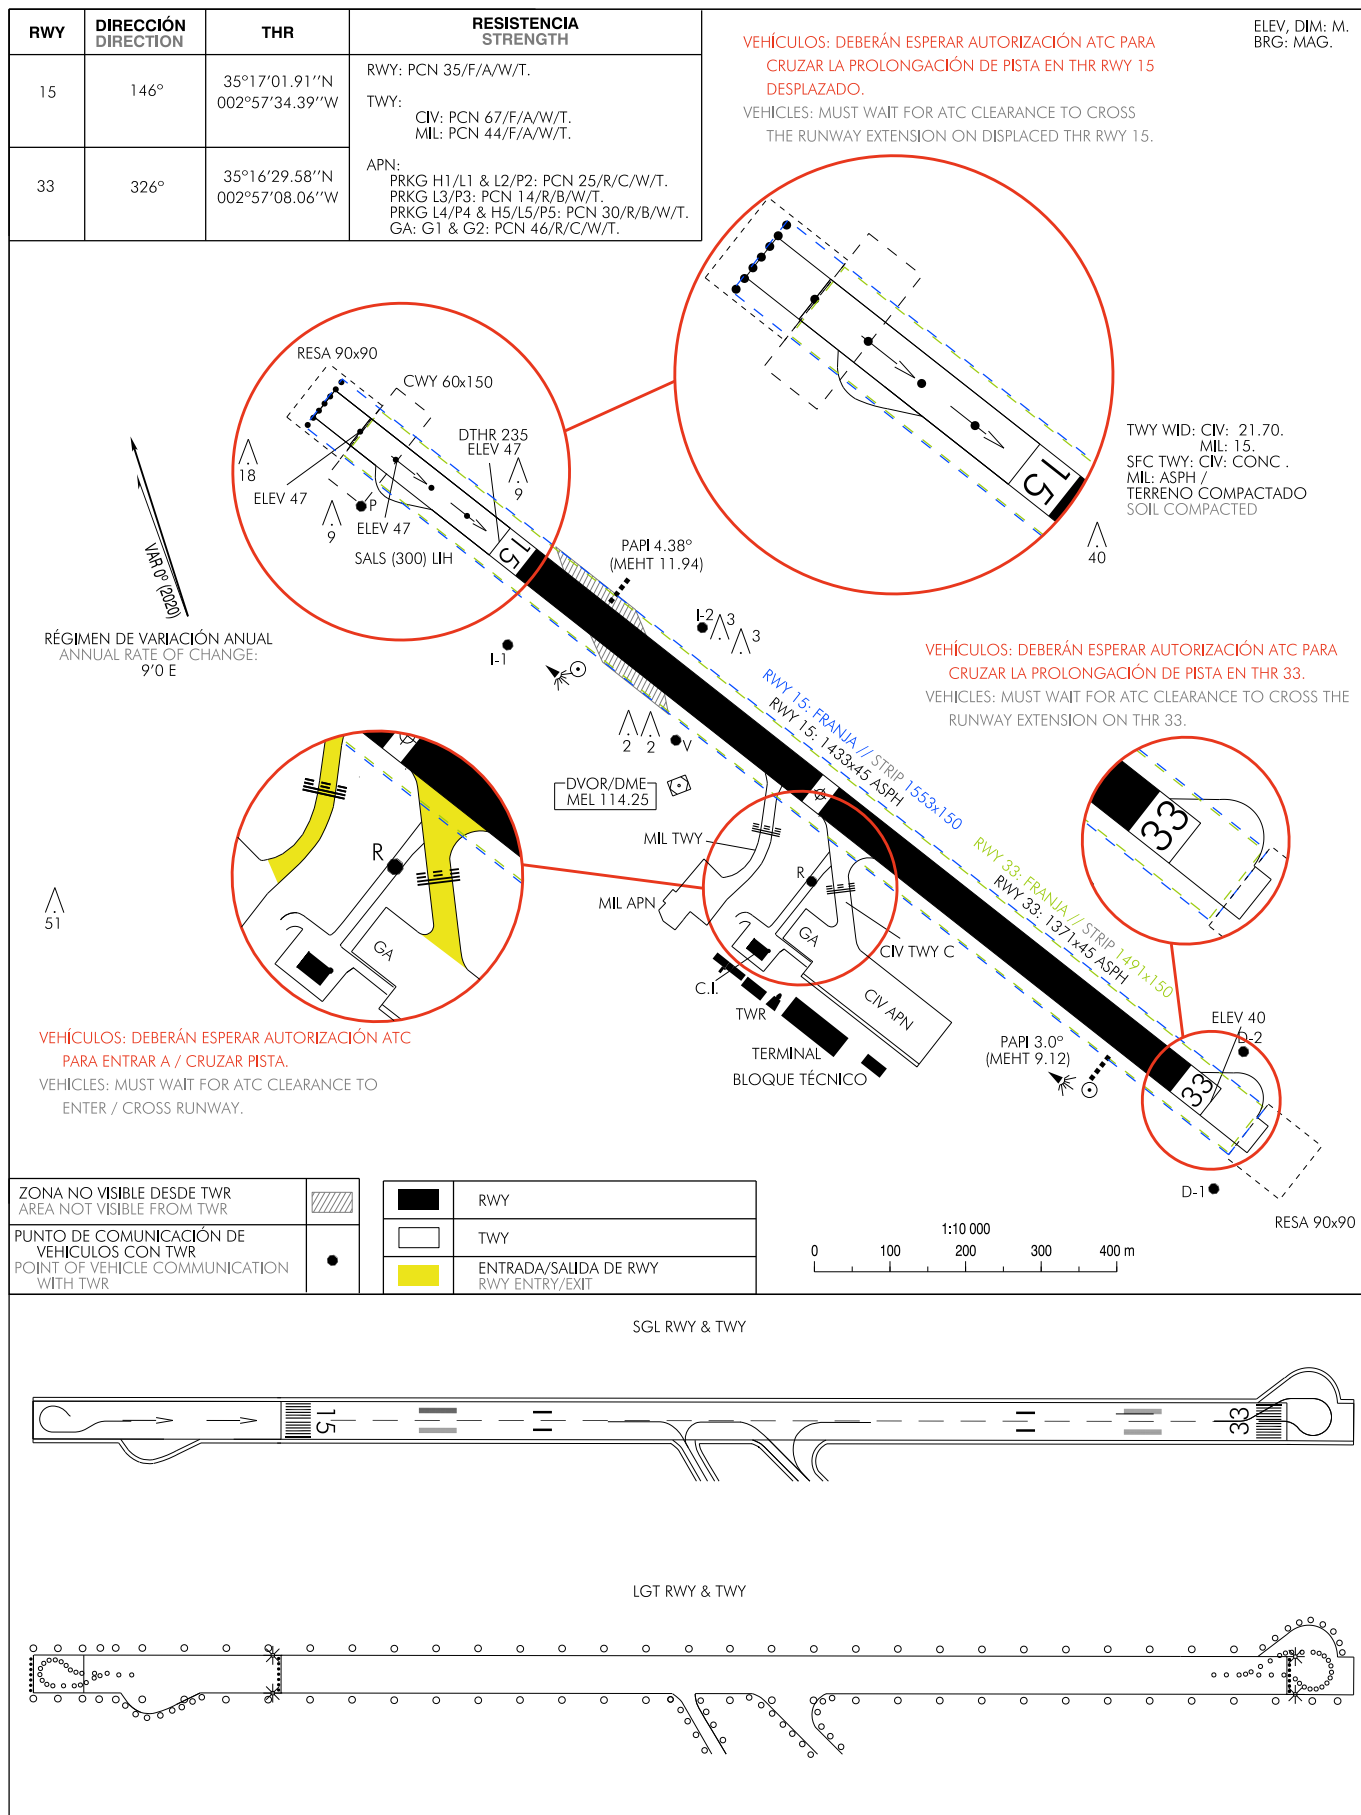 RWY
DIRECCIÓN
DIRECTION
THR
RESISTENCIA
STRENGTH
15
146°
35°17'01.91''N
002°57'34.39''W
33
326°
35°16'29.58''N
002°57'08.06''W
RWY: PCN 35/F/A/W/T.
TWY:
CIV: PCN 67/F/A/W/T.
MIL: PCN 44/F/A/W/T.
APN:
PRKG H1/L1 & L2/P2: PCN 25/R/C/W/T.
PRKG L3/P3: PCN 14/R/B/W/T.
PRKG L4/P4 & H5/L5/P5: PCN 30/R/B/W/T.
GA: G1 & G2: PCN 46/R/C/W/T.
VEHÍCULOS: DEBERÁN ESPERAR AUTORIZACIÓN ATC PARA
CRUZAR LA PROLONGACIÓN DE PISTA EN THR RWY 15
DESPLAZADO.
VEHICLES: MUST WAIT FOR ATC CLEARANCE TO CROSS
THE RUNWAY EXTENSION ON DISPLACED THR RWY 15.
ELEV, DIM: M.
BRG: MAG.
RESA 90x90
CWY 60x150
DTHR 235
ELEV 47
18
ELEV 47
9
P
ELEV 47
9
SALS (300) LIH
15
15
TWY WID: CIV: 21.70.
MIL: 15.
SFC TWY: CIV: CONC .
MIL: ASPH /
TERRENO COMPACTADO
SOIL COMPACTED
40
VAR 0° (2020)
RÉGIMEN DE VARIACIÓN ANUAL
ANNUAL RATE OF CHANGE:
9'0 E
PAPI 4.38°
(MEHT 11.94)
I-2
3
3
I-1
2
2
V
DVOR/DME
MEL 114.25
RWY 15: FRANJA // STRIP 1553x150
RWY 15: 1433x45 ASPH
RWY 33: FRANJA // STRIP 1491x150
RWY 33: 1371x45 ASPH
VEHÍCULOS: DEBERÁN ESPERAR AUTORIZACIÓN ATC PARA
CRUZAR LA PROLONGACIÓN DE PISTA EN THR 33.
VEHICLES: MUST WAIT FOR ATC CLEARANCE TO CROSS THE
RUNWAY EXTENSION ON THR 33.
33
R
GA
51
MIL TWY
MIL APN
R
GA
CIV TWY C
CIV APN
C.I.
TWR
TERMINAL
BLOQUE TÉCNICO
PAPI 3.0°
(MEHT 9.12)
ELEV 40
D-2
33
D-1
RESA 90x90
VEHÍCULOS: DEBERÁN ESPERAR AUTORIZACIÓN ATC
PARA ENTRAR A / CRUZAR PISTA.
VEHICLES: MUST WAIT FOR ATC CLEARANCE TO
ENTER / CROSS RUNWAY.
ZONA NO VISIBLE DESDE TWR
AREA NOT VISIBLE FROM TWR
PUNTO DE COMUNICACIÓN DE
VEHICULOS CON TWR
POINT OF VEHICLE COMMUNICATION
WITH TWR
RWY
TWY
ENTRADA/SALIDA DE RWY
RWY ENTRY/EXIT
1:10 000
0 100 200 300 400 m
SGL RWY & TWY
15
33
LGT RWY & TWY